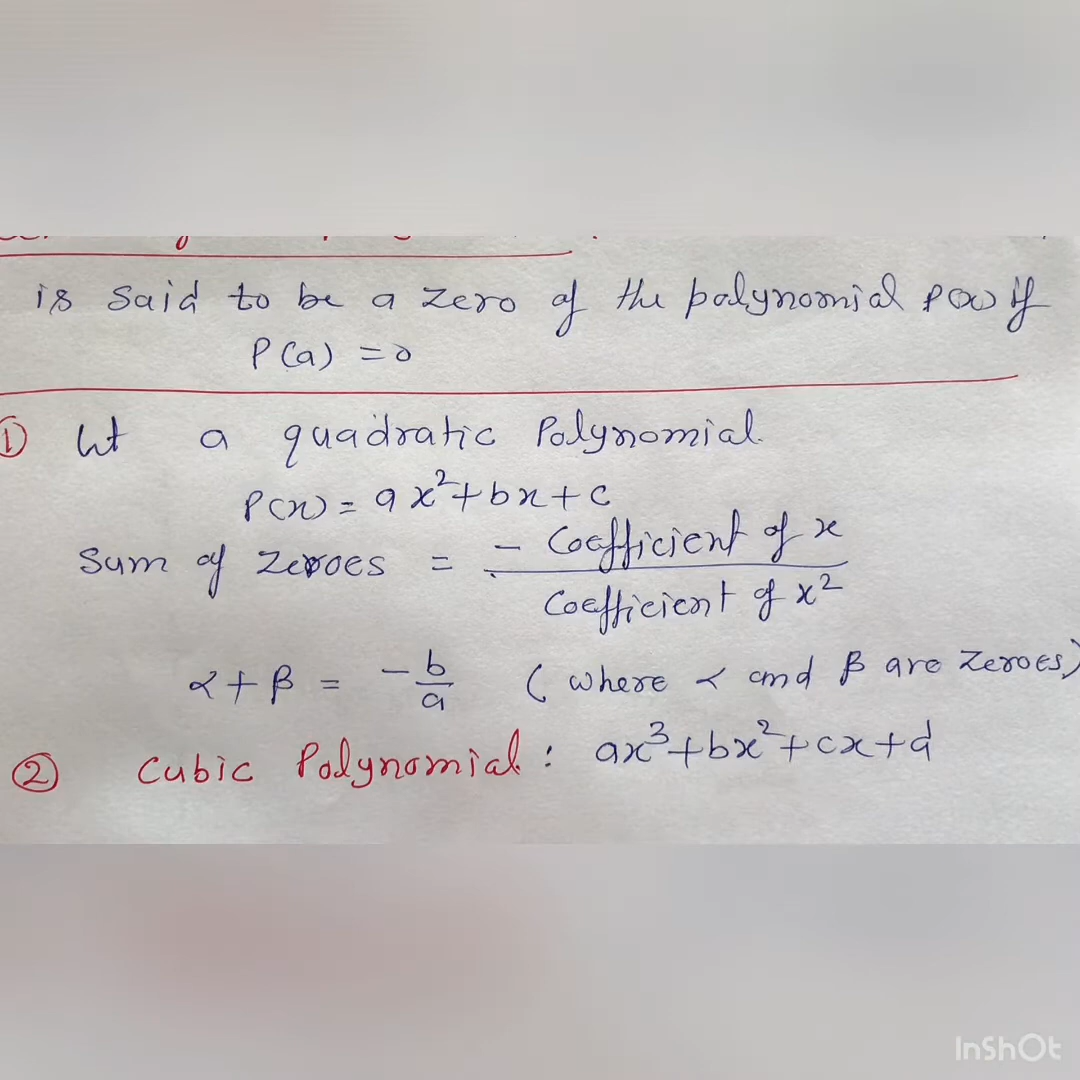 is said to be a zero of the polynomial P(x) if
P(a) = 0
① Let a quadratic Polynomial.
P(x) = ax²+bx+c
Sum of Zeroes = - Coefficient of x
Coefficient of x²
α+β = -b/a (where α and β are Zeroes)
② Cubic Polynomial : ax³+bx²+cx+d
InShOt